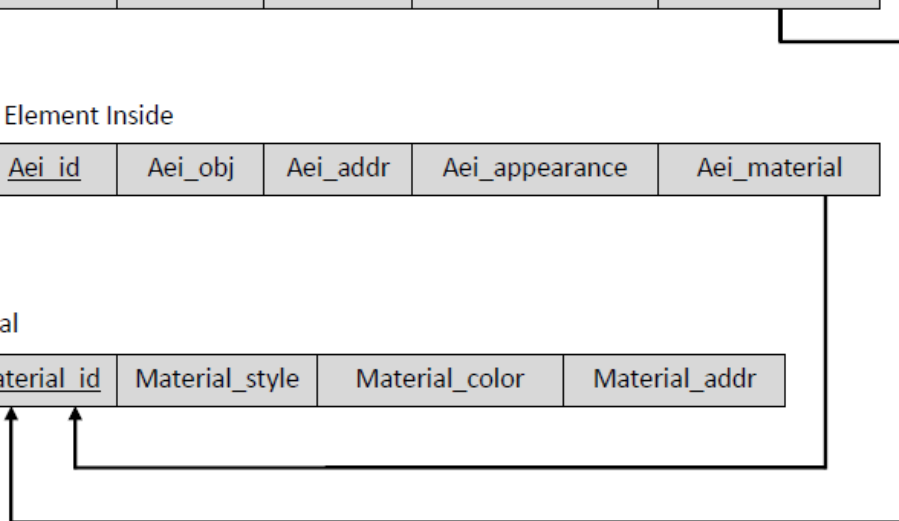 Element Inside
Aei_id Aei_obj Aei_addr Aei_appearance Aei_material
al
aterial_id Material_style Material_color Material_addr